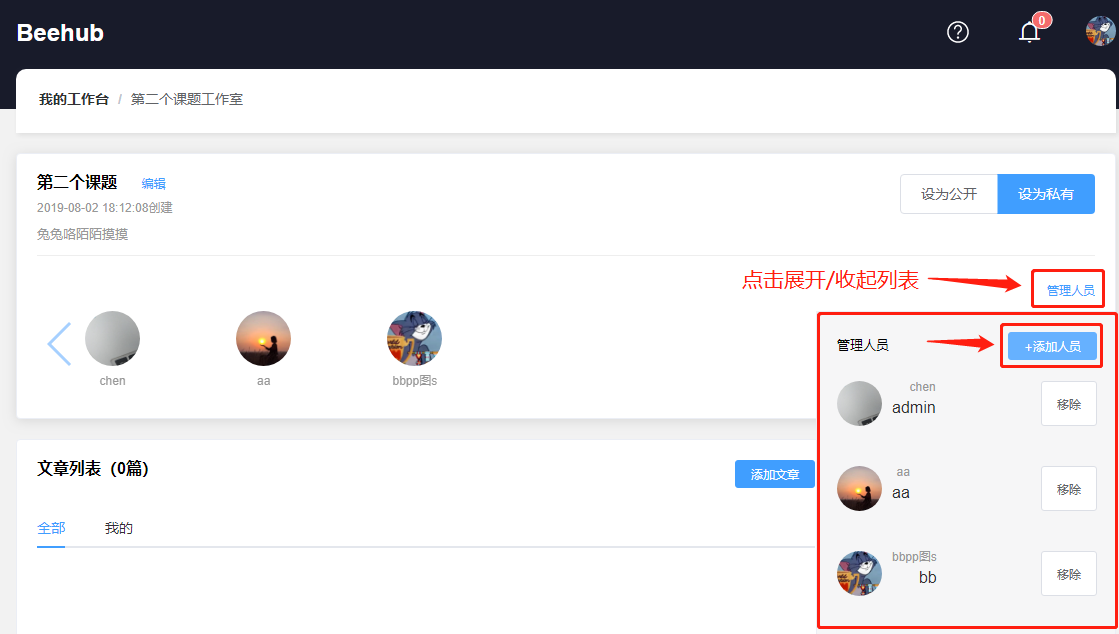 Beehub
0
我的工作台 / 第二个课题工作室
第二个课题 编辑
2019-08-02 18:12:08创建
兔兔咯陌陌摸摸
设为公开 设为私有
点击展开/收起列表
管理人员
chen aa bbpp图s
管理人员 +添加人员
chen
admin 移除
aa
aa 移除
bbpp图s
bb 移除
文章列表（0篇） 添加文章
全部 我的